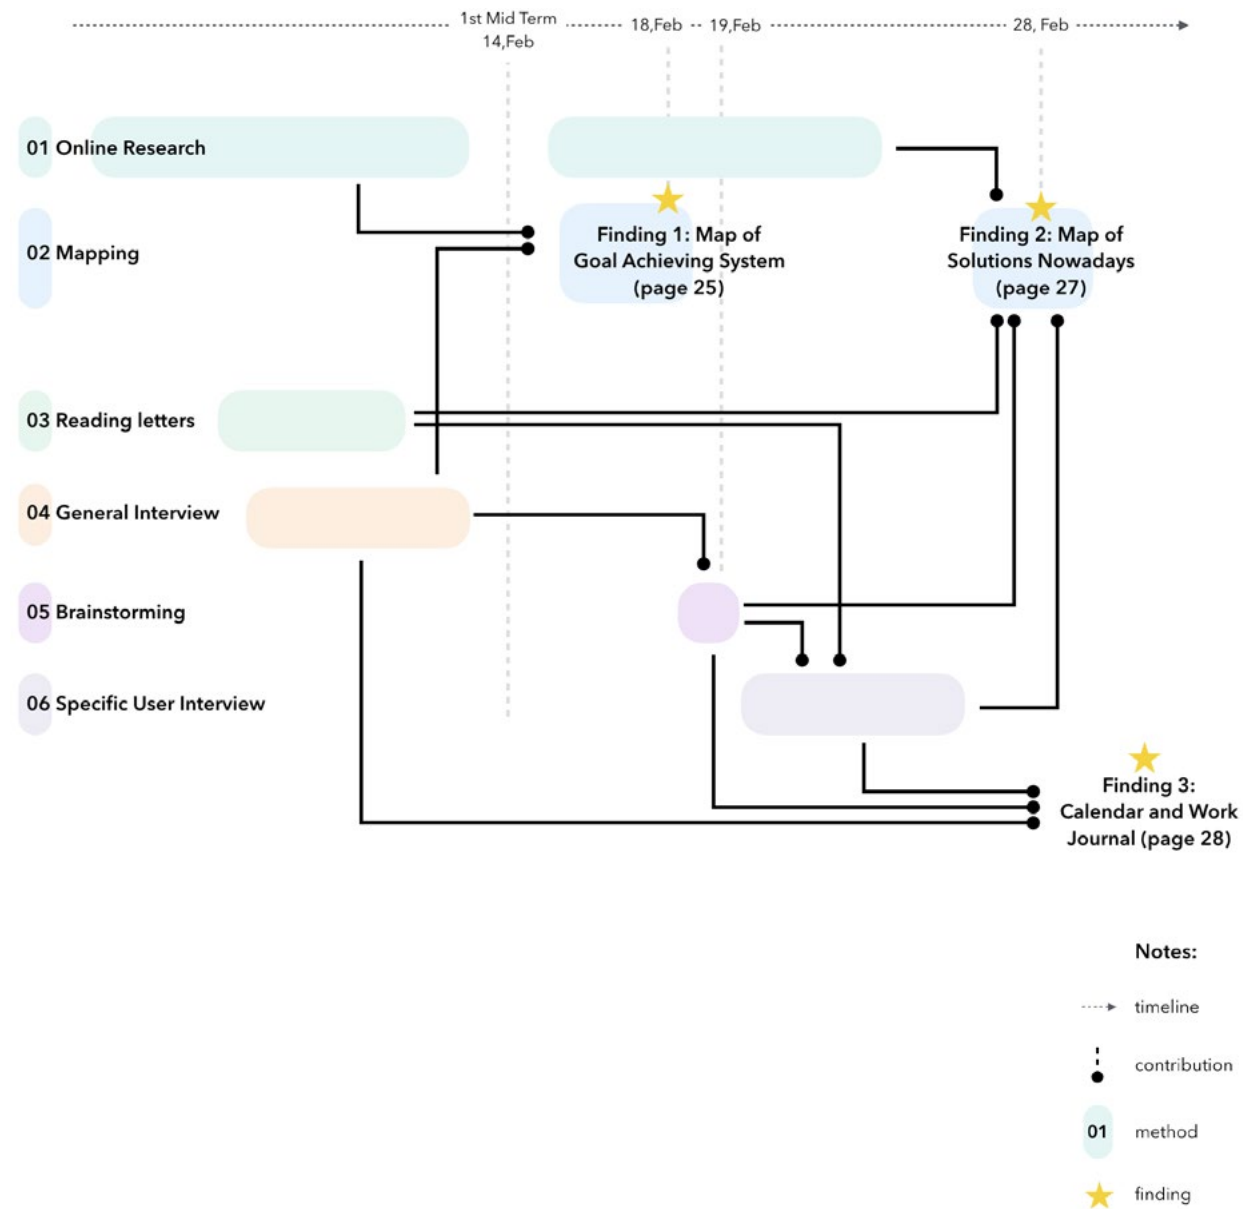 1st Mid Term
14,Feb
18,Feb
19,Feb
28, Feb
01 Online Research
02 Mapping
Finding 1: Map of
Goal Achieving System
(page 25)
Finding 2: Map of
Solutions Nowadays
(page 27)
03 Reading letters
04 General Interview
05 Brainstorming
06 Specific User Interview
Finding 3:
Calendar and Work
Journal (page 28)
Notes:
timeline
contribution
01 method
finding